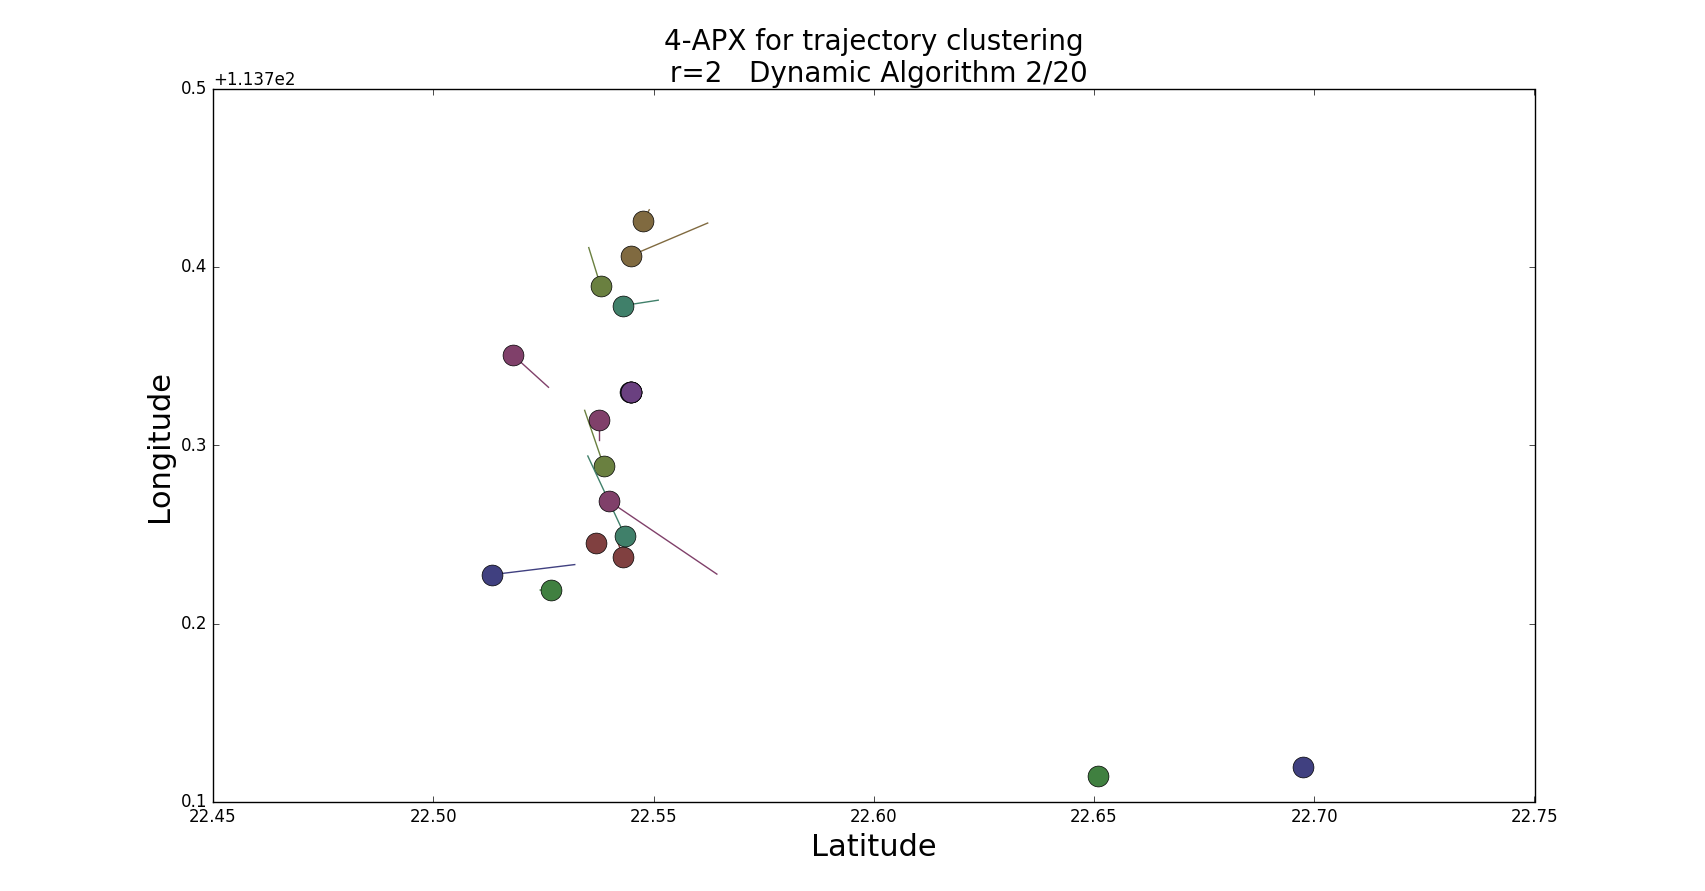 4-APX for trajectory clustering
r=2 Dynamic Algorithm 2/20
+1.137e2
0.5
0.4
0.3
0.2
0.1
Longitude
22.45 22.50 22.55 22.60 22.65 22.70 22.75
Latitude